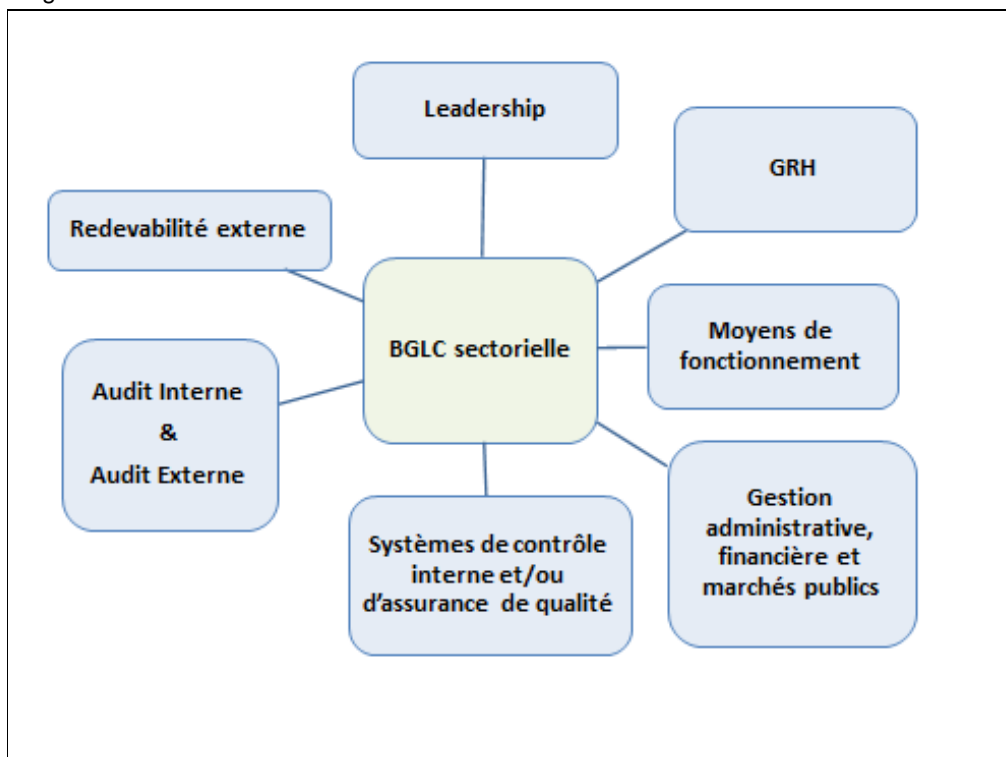 Leadership
GRH
Redevabilité externe
Moyens de
fonctionnement
BGLC sectorielle
Audit Interne
&
Audit Externe
Gestion
administrative,
financière et
marchés publics
Systèmes de contrôle
interne et/ou
d'assurance de qualité